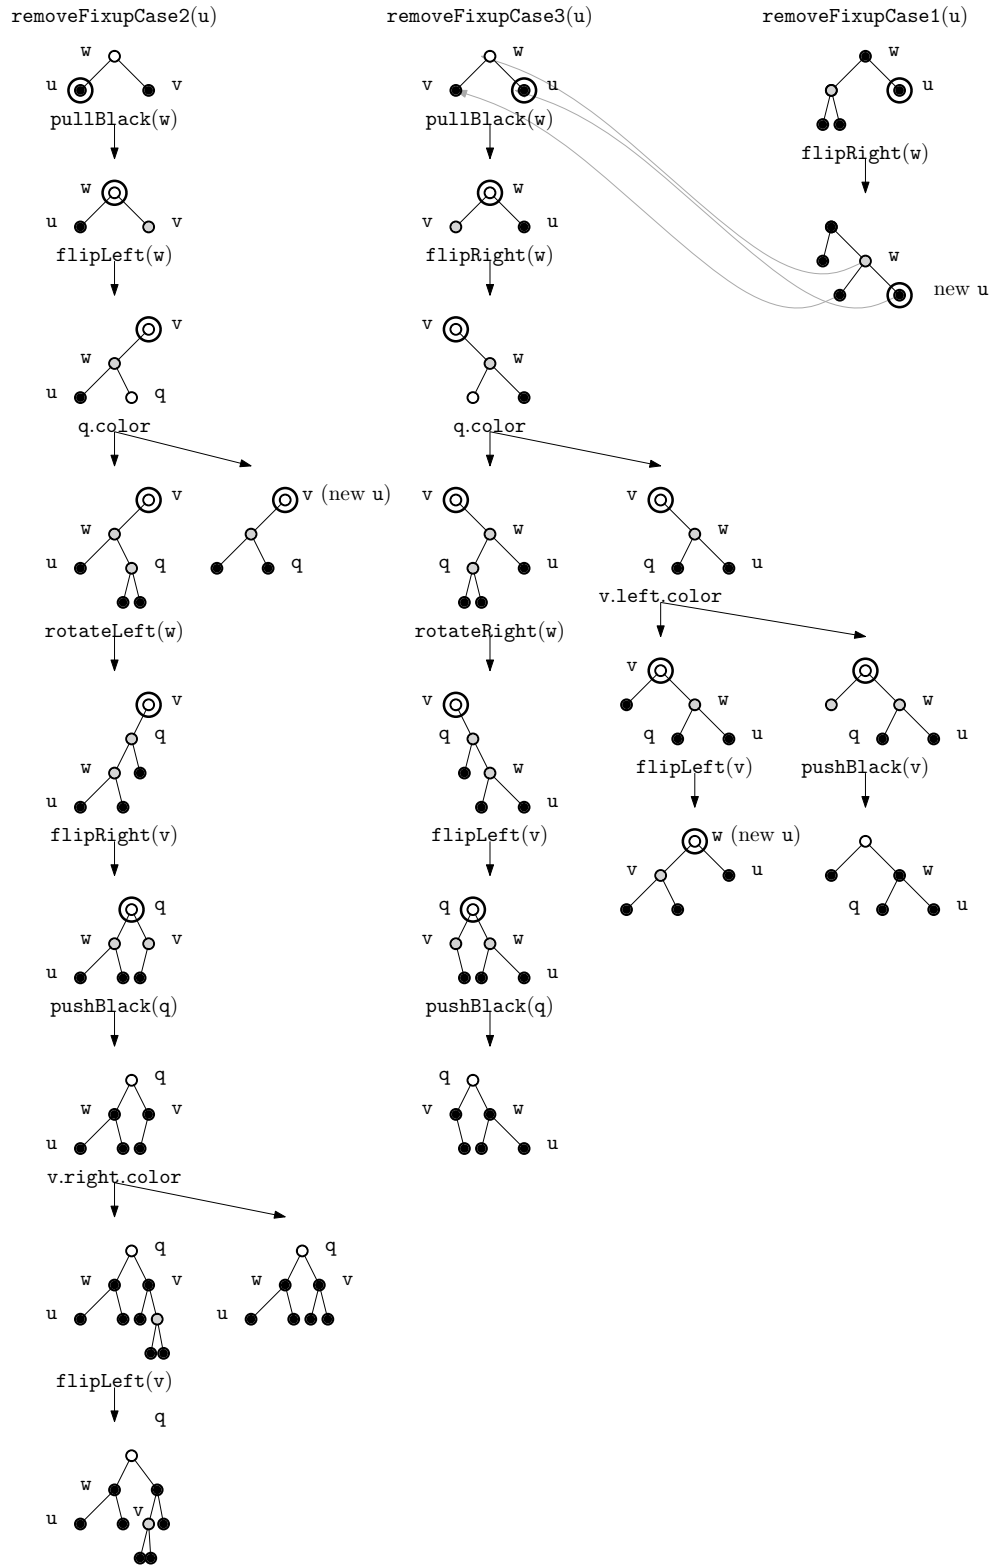 removeFixupCase2(u) removeFixupCase3(u) removeFixupCase1(u)
w w w
u v v u u
pullBlack(w) pullBlack(w)
flipRight(w)
w w
u v v u
flipLeft(w) flipRight(w) w
new u
v v
w w
u q
q.color q.color
v v (new u) v v
w w w
u q q q u q u
v.left.color
rotateLeft(w) rotateRight(w)
v
v v w w
q q q u q u
w w flipLeft(v) pushBlack(v)
u u
flipRight(v) flipLeft(v) w (new u)
v u w
q q q u
w v v w
u u
pushBlack(q) pushBlack(q)
q q
w v v w
u u
v.right.color
q q
w v w v
u u
flipLeft(v)
q
w
v
u